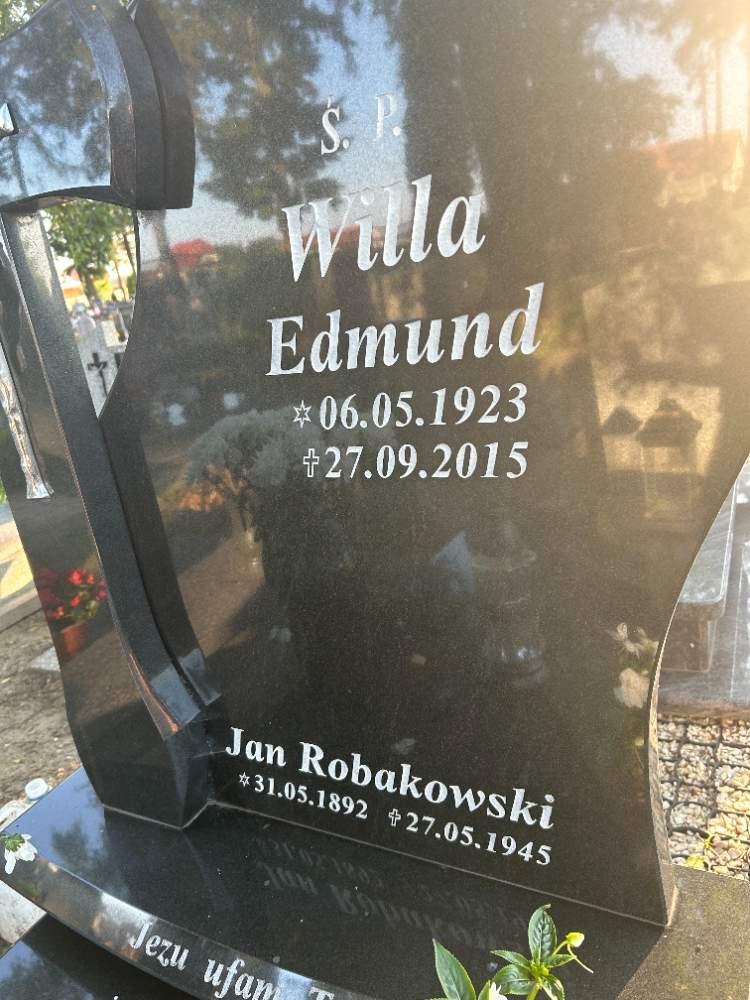 Ś. P.
Willa
Edmund
✡06.05.1923
✝27.09.2015
Jan Robakowski
✡31.05.1892 ✝27.05.1945
Jezu ufam